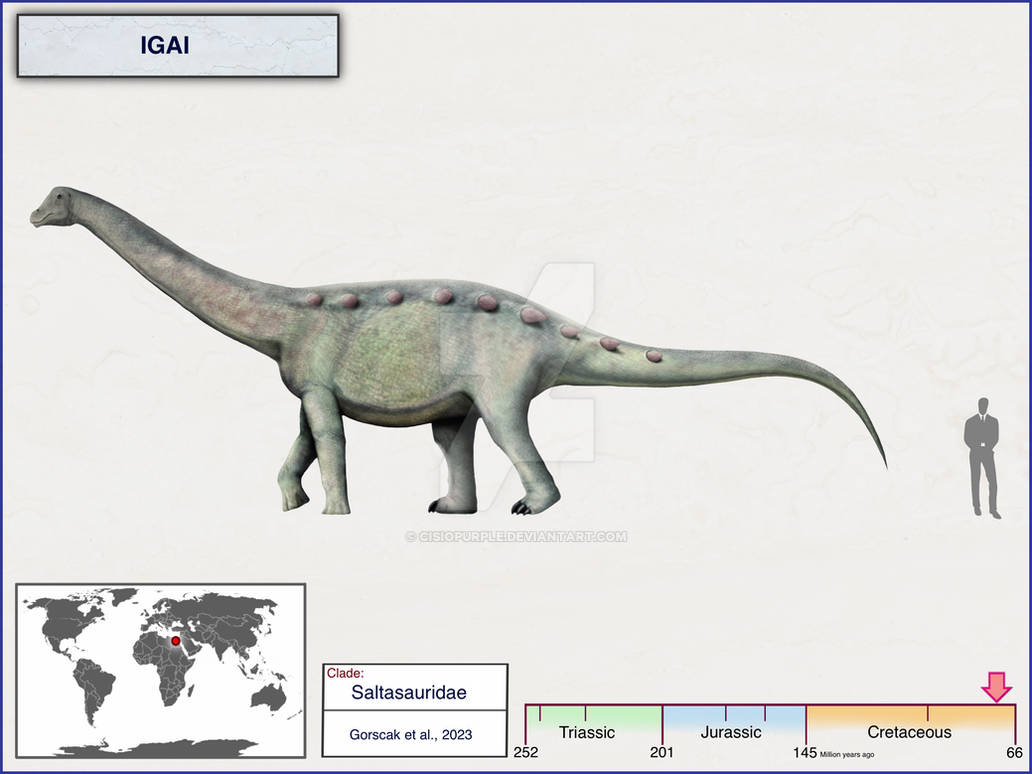 IGAI
© CISIOPURPLE.DEVIANTART.COM
Clade:
Saltasauridae
Gorscak et al., 2023
Triassic
Jurassic
Cretaceous
252
201
145 Million years ago
66